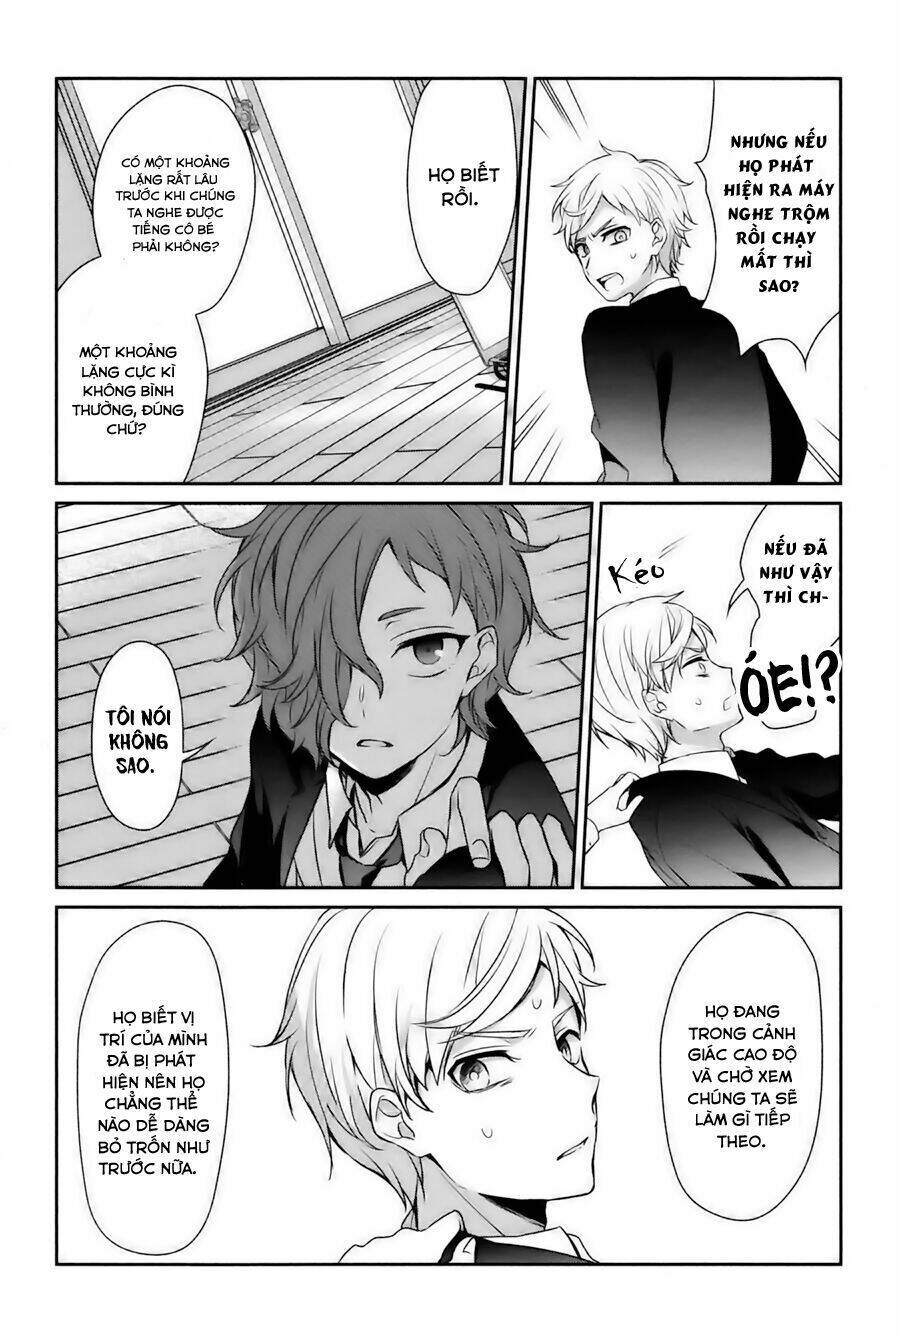 NHƯNG NẾU
HỌ PHÁT
HIỆN RA MÁY
NGHE TRỘM
RỒI CHẠY
MẤT THÌ
SAO?
HỌ BIẾT
RỒI.
CÓ MỘT KHOẢNG
LẶNG RẤT LÂU
TRƯỚC KHI CHÚNG
TA NGHE ĐƯỢC
TIẾNG CÔ BÉ
PHẢI KHÔNG?
MỘT KHOẢNG
LẶNG CỰC KÌ
KHÔNG BÌNH
THƯỜNG, ĐÚNG
CHỨ?
NẾU ĐÃ
NHƯ VẬY
THÌ CH-
Kéo
ÓE!?
TÔI NÓI
KHÔNG
SAO.
HỌ ĐANG
TRONG CẢNH
GIÁC CAO ĐỘ
VÀ CHỜ XEM
CHÚNG TA SẼ
LÀM GÌ TIẾP
THEO.
HỌ BIẾT VỊ
TRÍ CỦA MÌNH
ĐÃ BỊ PHÁT
HIỆN NÊN HỌ
CHẲNG THỂ
NÀO DỄ DÀNG
BỎ TRỐN NHƯ
TRƯỚC NỮA.